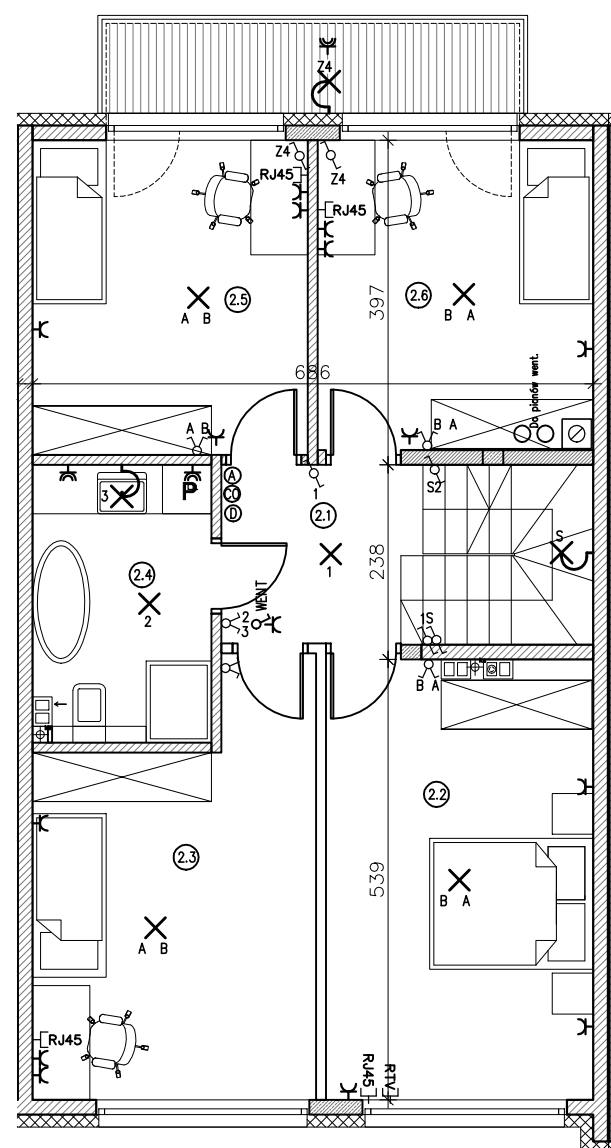 Z4
Z4
Z4
RJ45
RJ45
397
A B
2.5
2.6
B A
686
Do pionów went.
A B
B A
A
CO
D
1
2.1
S2
3
P
2.4
2
238
1
S
WENT
2
3
1S
B A
2.2
2.3
539
B A
A B
RJ45
RJ45
RTV